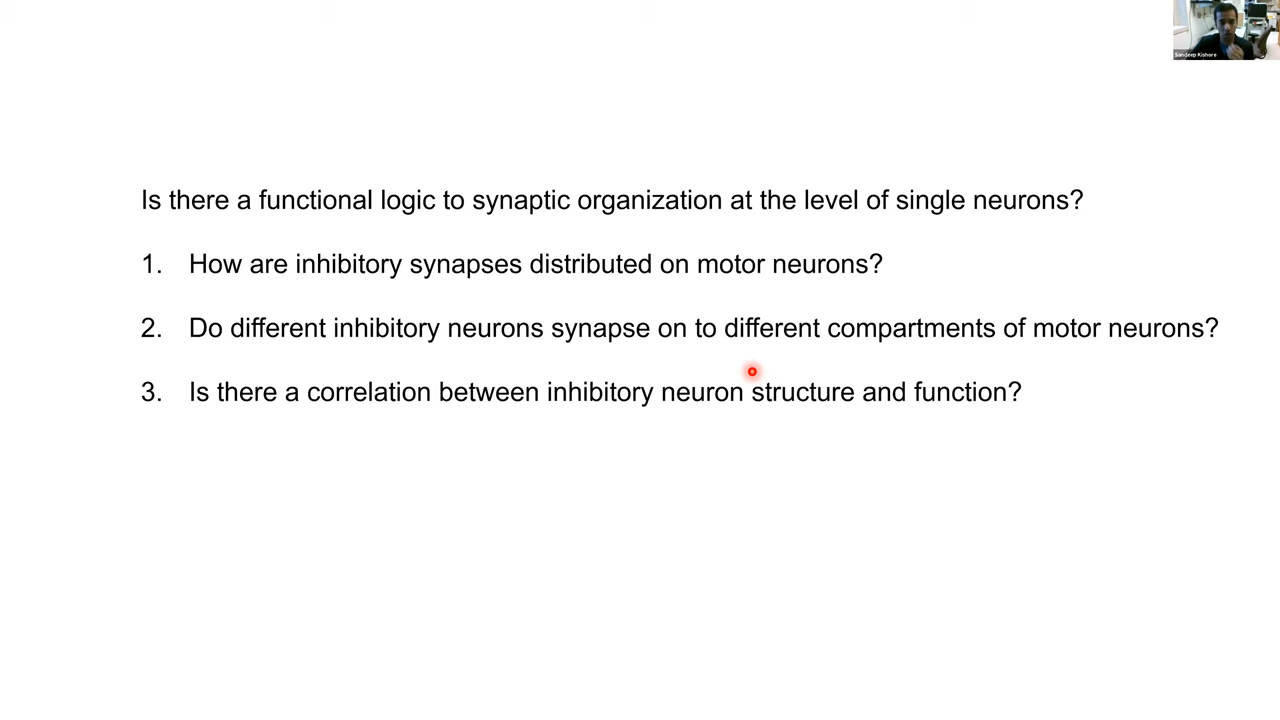 Sandeep Kishore
Is there a functional logic to synaptic organization at the level of single neurons?
1. How are inhibitory synapses distributed on motor neurons?
2. Do different inhibitory neurons synapse on to different compartments of motor neurons?
3. Is there a correlation between inhibitory neuron structure and function?